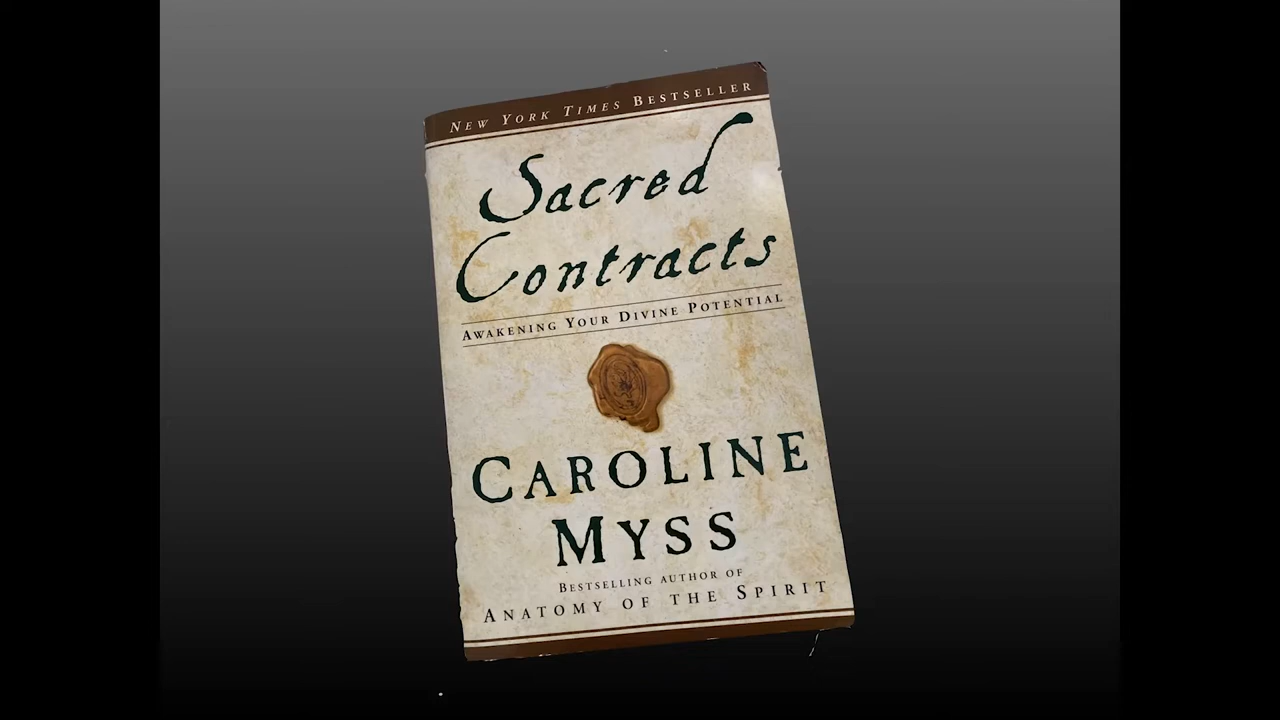 New York Times Bestseller
Sacred
Contracts
Awakening Your Divine Potential
Caroline
Myss
Bestselling author of
Anatomy of the Spirit